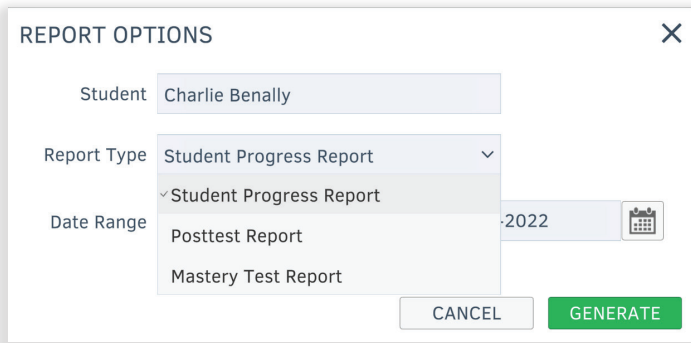 REPORT OPTIONS
Student Charlie Benally
Report Type Student Progress Report
Student Progress Report
Date Range -2022
Posttest Report
Mastery Test Report
CANCEL GENERATE